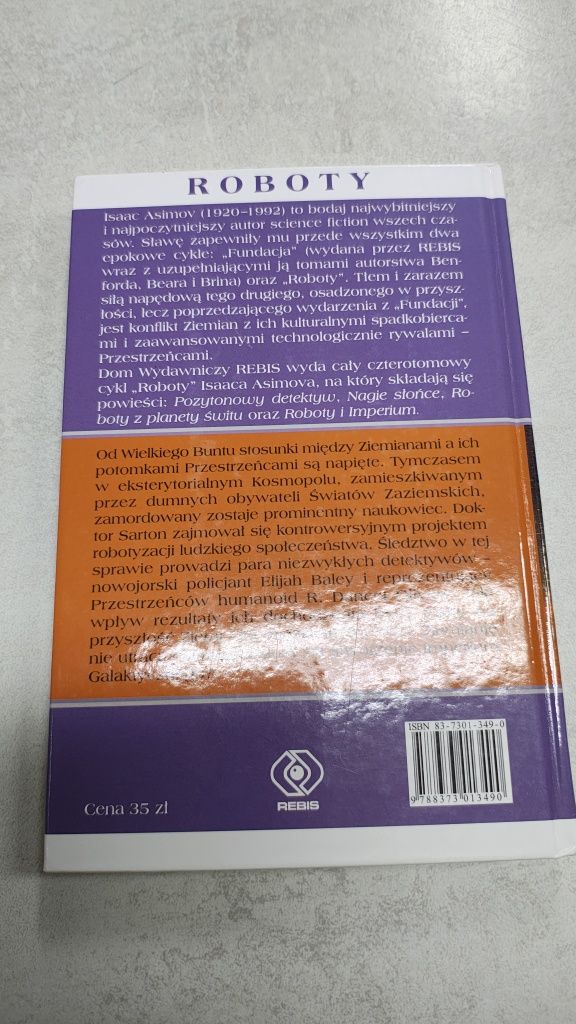 ROBOTY
Isaac Asimov (1920–1992) to bodaj najwybitniejszy
i najpoczytniejszy autor science fiction wszech cza-
sów. Sławę zapewniły mu przede wszystkim dwa
epokowe cykle: „Fundacja” (wydana przez REBIS
wraz z uzupełniającymi ją tomami autorstwa Ben-
forda, Beara i Brina) oraz „Roboty”. Tłem i zarazem
siłą napędową tego drugiego, osadzonego w przysz-
łości, lecz poprzedzającego wydarzenia z „Fundacji”,
jest konflikt Ziemian z ich kulturalnymi spadkobierca-
mi i zaawansowanymi technologicznie rywalami –
Przestrzeńcami.
Dom Wydawniczy REBIS wyda cały czterotomowy
cykl „Roboty” Isaaca Asimova, na który składają się
powieści: Pozytonowy detektyw, Nagie słońce, Ro-
boty z planety świtu oraz Roboty i Imperium.
Od Wielkiego Buntu stosunki między Ziemianami a ich
potomkami Przestrzeńcami są napięte. Tymczasem
w eksterytorialnym Kosmopolu, zamieszkiwanym
przez dumnych obywateli Światów Zaziemskich,
zamordowany zostaje prominentny naukowiec. Dok-
tor Sarton zajmował się kontrowersyjnym projektem
robotyzacji ludzkiego społeczeństwa. Śledztwo w tej
sprawie prowadzi para niezwykłych detektywów –
nowojorski policjant Elijah Baley i reprezentujący
Przestrzeńców humanoid R.
wpływ rezultaty ich
przyszłość
nie
ISBN 83-7301-349-0
9 788373 013490
REBIS
Cena 35 zł